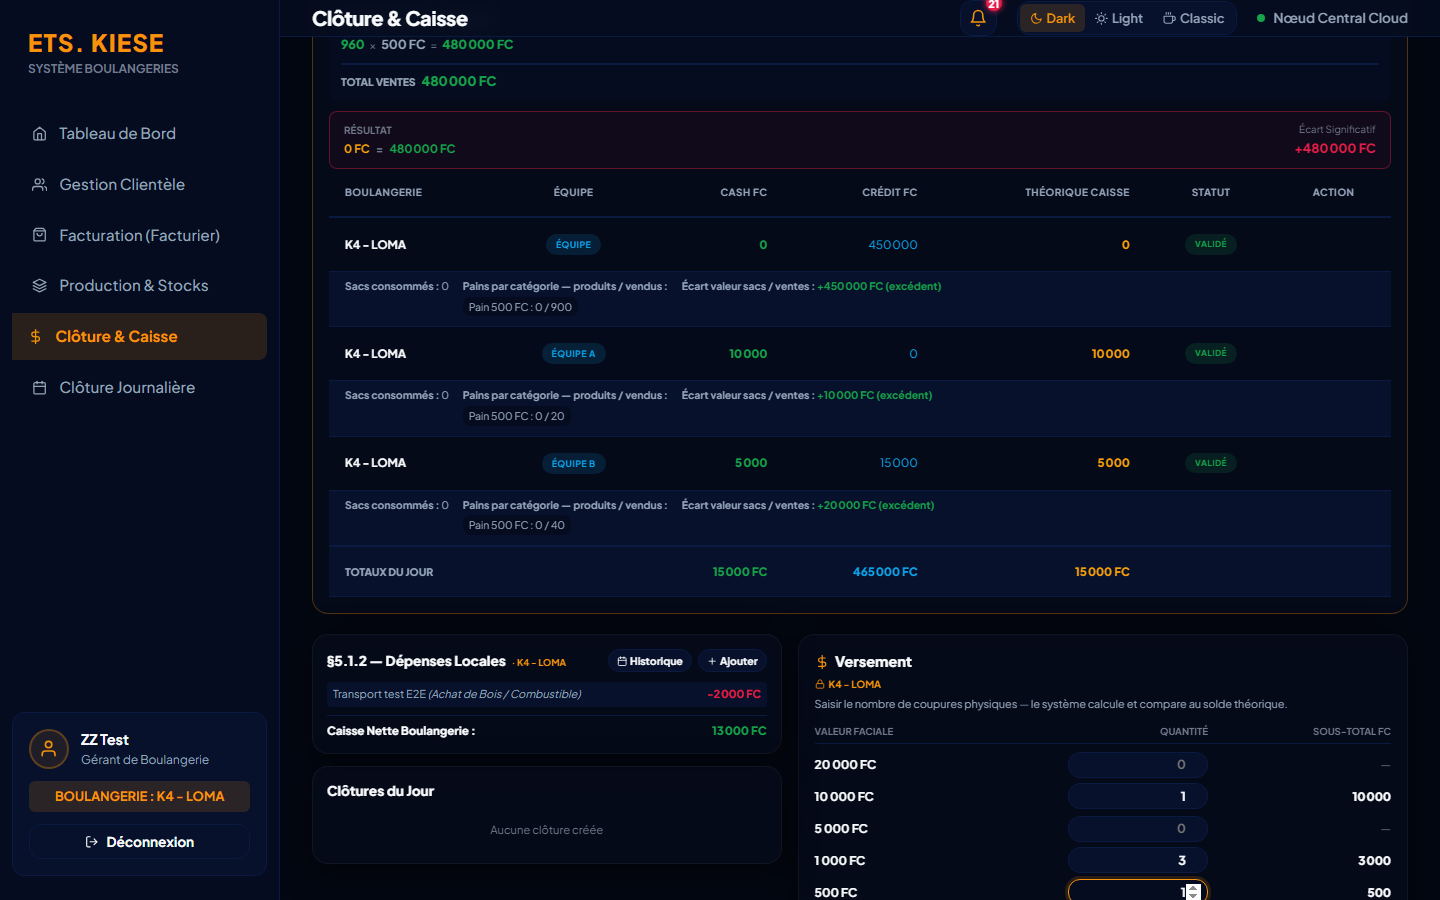 ETS. KIESE
SYSTÈME BOULANGERIES
Tableau de Bord
Gestion Clientèle
Facturation (Facturier)
Production & Stocks
Clôture & Caisse
Clôture Journalière
ZZ Test
Gérant de Boulangerie
BOULANGERIE : K4 - LOMA
Déconnexion
Clôture & Caisse
21
Dark
Light
Classic
Nœud Central Cloud
960 × 500 FC = 480 000 FC
TOTAL VENTES 480 000 FC
RÉSULTAT
0 FC = 480 000 FC
Écart Significatif
+480 000 FC
BOULANGERIE ÉQUIPE CASH FC CRÉDIT FC THÉORIQUE CAISSE STATUT ACTION
K4 - LOMA ÉQUIPE 0 450 000 0 VALIDÉ
Sacs consommés : 0 Pains par catégorie — produits / vendus : Écart valeur sacs / ventes : +450 000 FC (excédent)
Pain 500 FC : 0 / 900
K4 - LOMA ÉQUIPE A 10 000 0 10 000 VALIDÉ
Sacs consommés : 0 Pains par catégorie — produits / vendus : Écart valeur sacs / ventes : +10 000 FC (excédent)
Pain 500 FC : 0 / 20
K4 - LOMA ÉQUIPE B 5 000 15 000 5 000 VALIDÉ
Sacs consommés : 0 Pains par catégorie — produits / vendus : Écart valeur sacs / ventes : +20 000 FC (excédent)
Pain 500 FC : 0 / 40
TOTAUX DU JOUR 15 000 FC 465 000 FC 15 000 FC
§5.1.2 — Dépenses Locales · K4 - LOMA
Historique
+ Ajouter
Transport test E2E (Achat de Bois / Combustible) -2 000 FC
Caisse Nette Boulangerie : 13 000 FC
Clôtures du Jour
Aucune clôture créée
$ Versement
K4 - LOMA
Saisir le nombre de coupures physiques — le système calcule et compare au solde théorique.
VALEUR FACIALE QUANTITÉ SOUS-TOTAL FC
20 000 FC 0 —
10 000 FC 1 10 000
5 000 FC 0 —
1 000 FC 3 3 000
500 FC 1 500